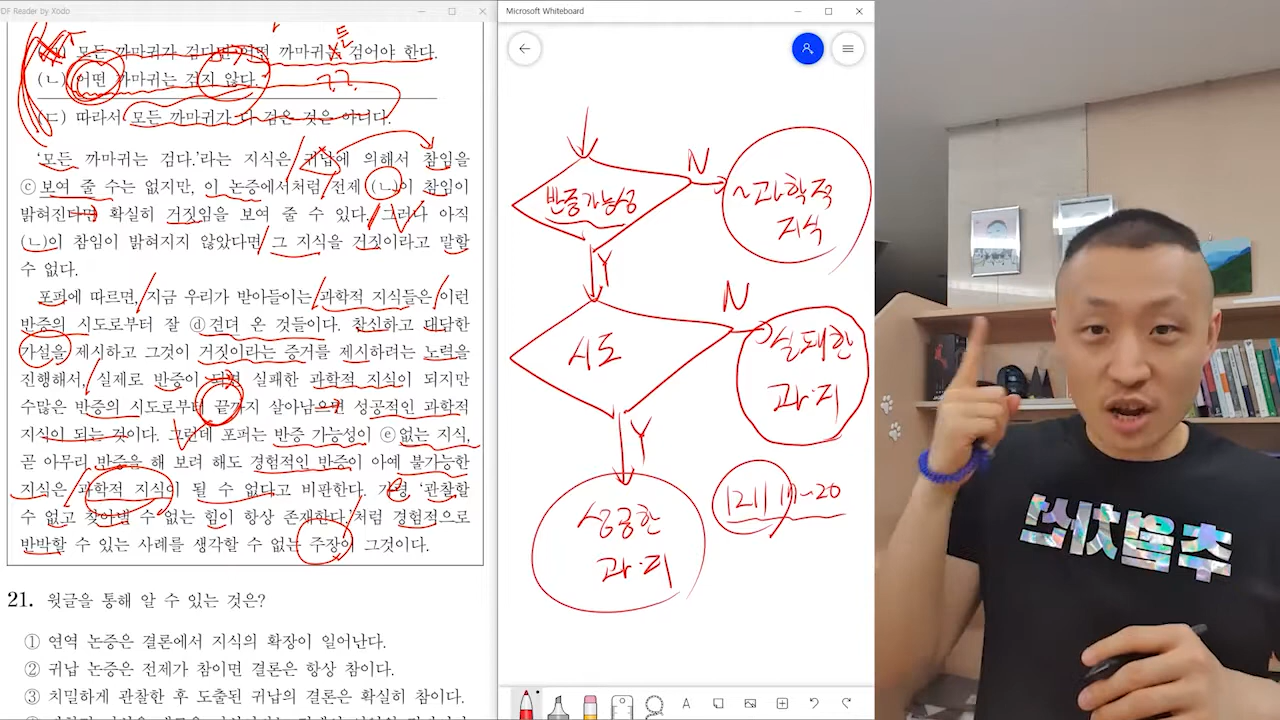 DF Reader by Xodo
모든 까마귀가 검다면 어떤 까마귀 검어야 한다.
(ㄴ) 어떤 까마귀는 검지 않다.
(ㄷ) 따라서 모든 까마귀가 다 검은 것은 아니다.
‘모든 까마귀는 검다.’라는 지식은 귀납에 의해서 참임을
ⓒ 보여 줄 수는 없지만, 이 논증에서처럼 전제 (ㄴ)이 참임이
밝혀진다면 확실히 거짓임을 보여 줄 수 있다. 그러나 아직
(ㄴ)이 참임이 밝혀지지 않았다면 그 지식을 거짓이라고 말할
수 없다.
포퍼에 따르면, 지금 우리가 받아들이는 과학적 지식들은 이런
반증의 시도로부터 잘 ⓓ 견뎌 온 것들이다. 참신하고 대담한
가설을 제시하고 그것이 거짓이라는 증거를 제시하려는 노력을
진행해서, 실제로 반증이 되면 실패한 과학적 지식이 되지만
수많은 반증의 시도로부터 끝까지 살아남으면 성공적인 과학적
지식이 되는 것이다. 그런데 포퍼는 반증 가능성이 ⓔ 없는 지식,
곧 아무리 반증을 해 보려 해도 경험적인 반증이 아예 불가능한
지식은 과학적 지식이 될 수 없다고 비판한다. 가령 ‘관찰할
수 없고 찾아낼 수 없는 힘이 항상 존재한다.’처럼 경험적으로
반박할 수 있는 사례를 생각할 수 없는 주장이 그것이다.
21. 윗글을 통해 알 수 있는 것은?
① 연역 논증은 결론에서 지식의 확장이 일어난다.
② 귀납 논증은 전제가 참이면 결론은 항상 참이다.
③ 치밀하게 관찰한 후 도출된 귀납의 결론은 확실히 참이다.
Microsoft Whiteboard
반증가능성
N
~과학적
지식
Y
시도
N
실패한
과·지
Y
성공한
과·지
1211 19~20